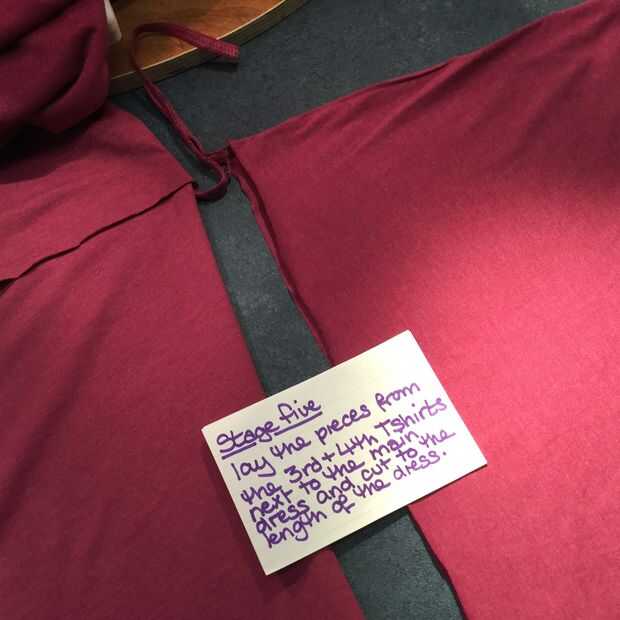 Stage five
lay the pieces from
the 3rd + 4th Tshirts
next to the main
dress and cut to the
length of the dress.